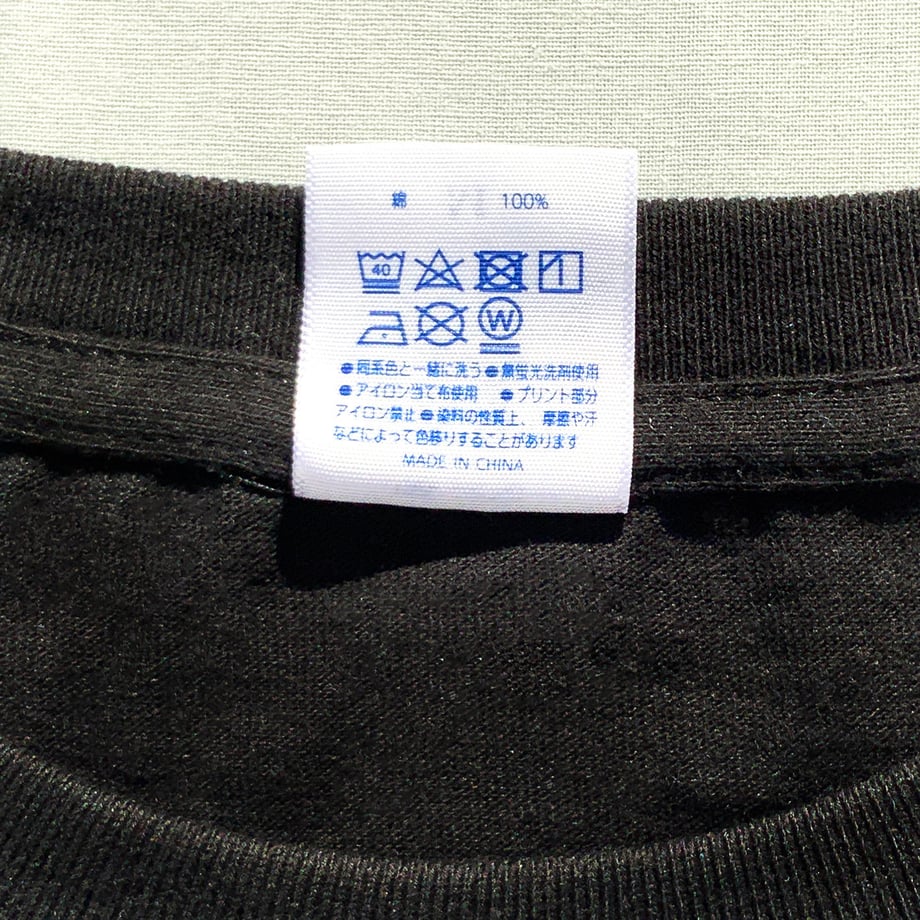 綿 100%
40
W
●同系色と一緒に洗う●無蛍光洗剤使用
●アイロン当て布使用 ●プリント部分
アイロン禁止●染料の性質上、 摩擦や汗
などによって色移りすることがあります
MADE IN CHINA